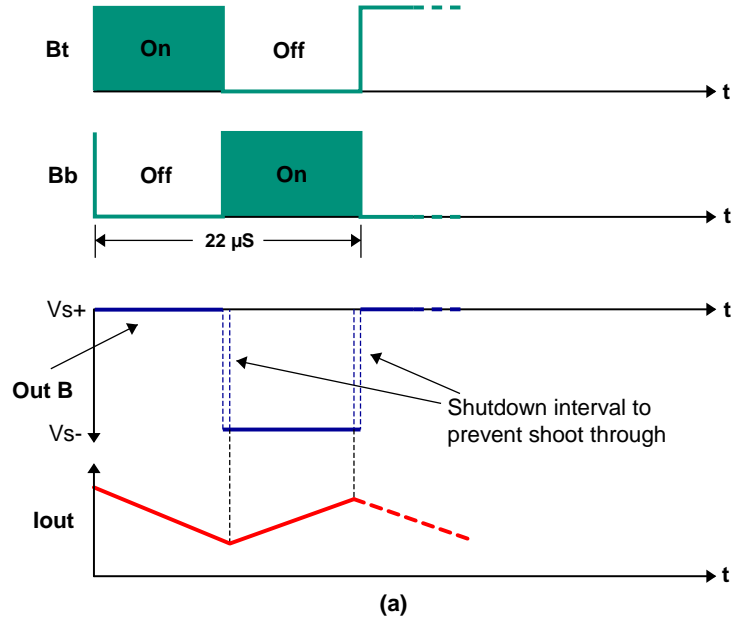 Bt
On
Off
t
Bb
Off
On
t
22 µS
Vs+
t
Out B
Shutdown interval to
prevent shoot through
Vs-
Iout
t
(a)